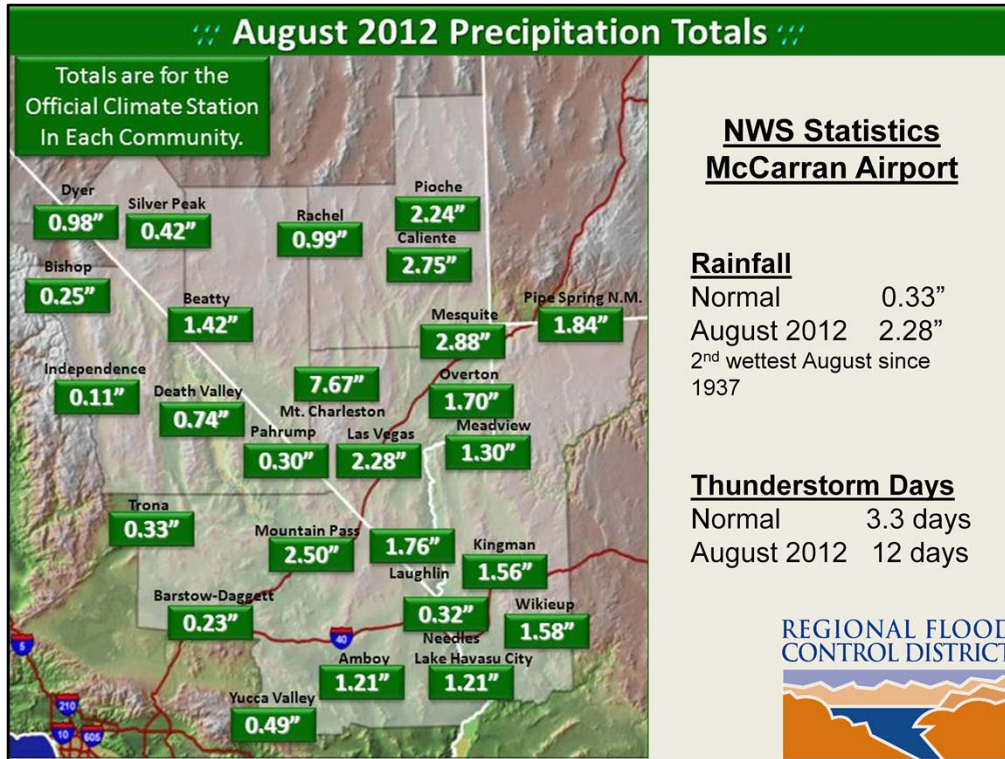 August 2012 Precipitation Totals
Totals are for the
Official Climate Station
In Each Community.
NWS Statistics
McCarran Airport
Rainfall
Normal 0.33”
August 2012 2.28”
2nd wettest August since
1937
Thunderstorm Days
Normal 3.3 days
August 2012 12 days
REGIONAL FLOOD
CONTROL DISTRICT
Dyer
0.98”
Silver Peak
0.42”
Rachel
0.99”
Pioche
2.24”
Caliente
2.75”
Bishop
0.25”
Beatty
1.42”
Mesquite
2.88”
Pipe Spring N.M.
1.84”
Independence
0.11”
Death Valley
0.74”
7.67”
Mt. Charleston
Overton
1.70”
Pahrump
0.30”
Las Vegas
2.28”
Meadview
1.30”
Trona
0.33”
Mountain Pass
2.50”
1.76”
Laughlin
Kingman
1.56”
Barstow-Daggett
0.23”
0.32”
Needles
Wikieup
1.58”
Amboy
1.21”
Lake Havasu City
1.21”
Yucca Valley
0.49”
5
40
210
10
605